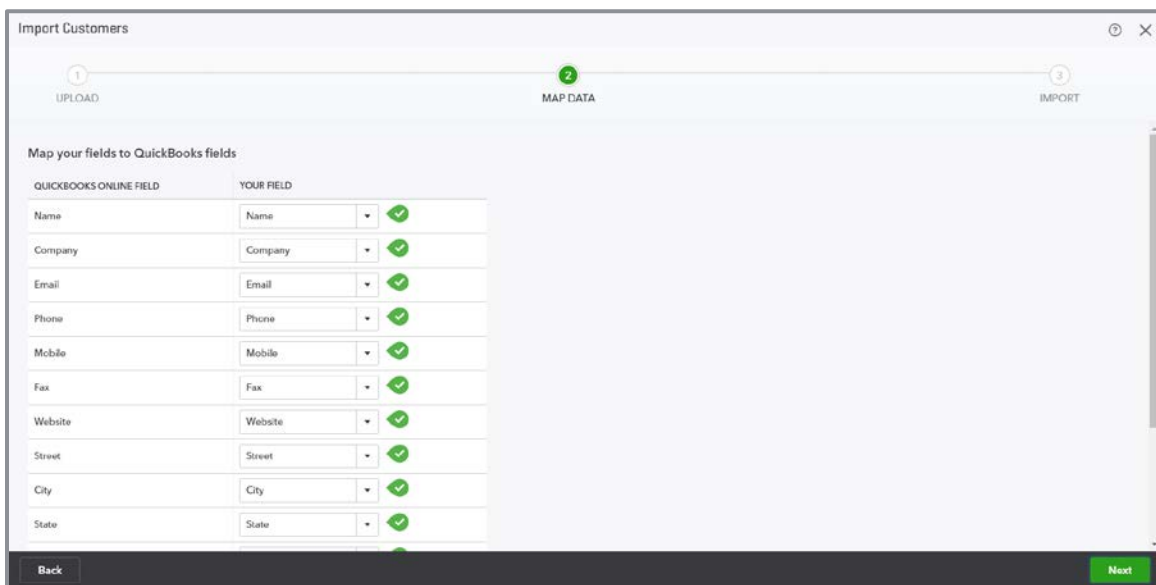 Import Customers
1 2 3
UPLOAD MAP DATA IMPORT
Map your fields to QuickBooks fields
QUICKBOOKS ONLINE FIELD YOUR FIELD
Name Name
Company Company
Email Email
Phone Phone
Mobile Mobile
Fax Fax
Website Website
Street Street
City City
State State
Back Next